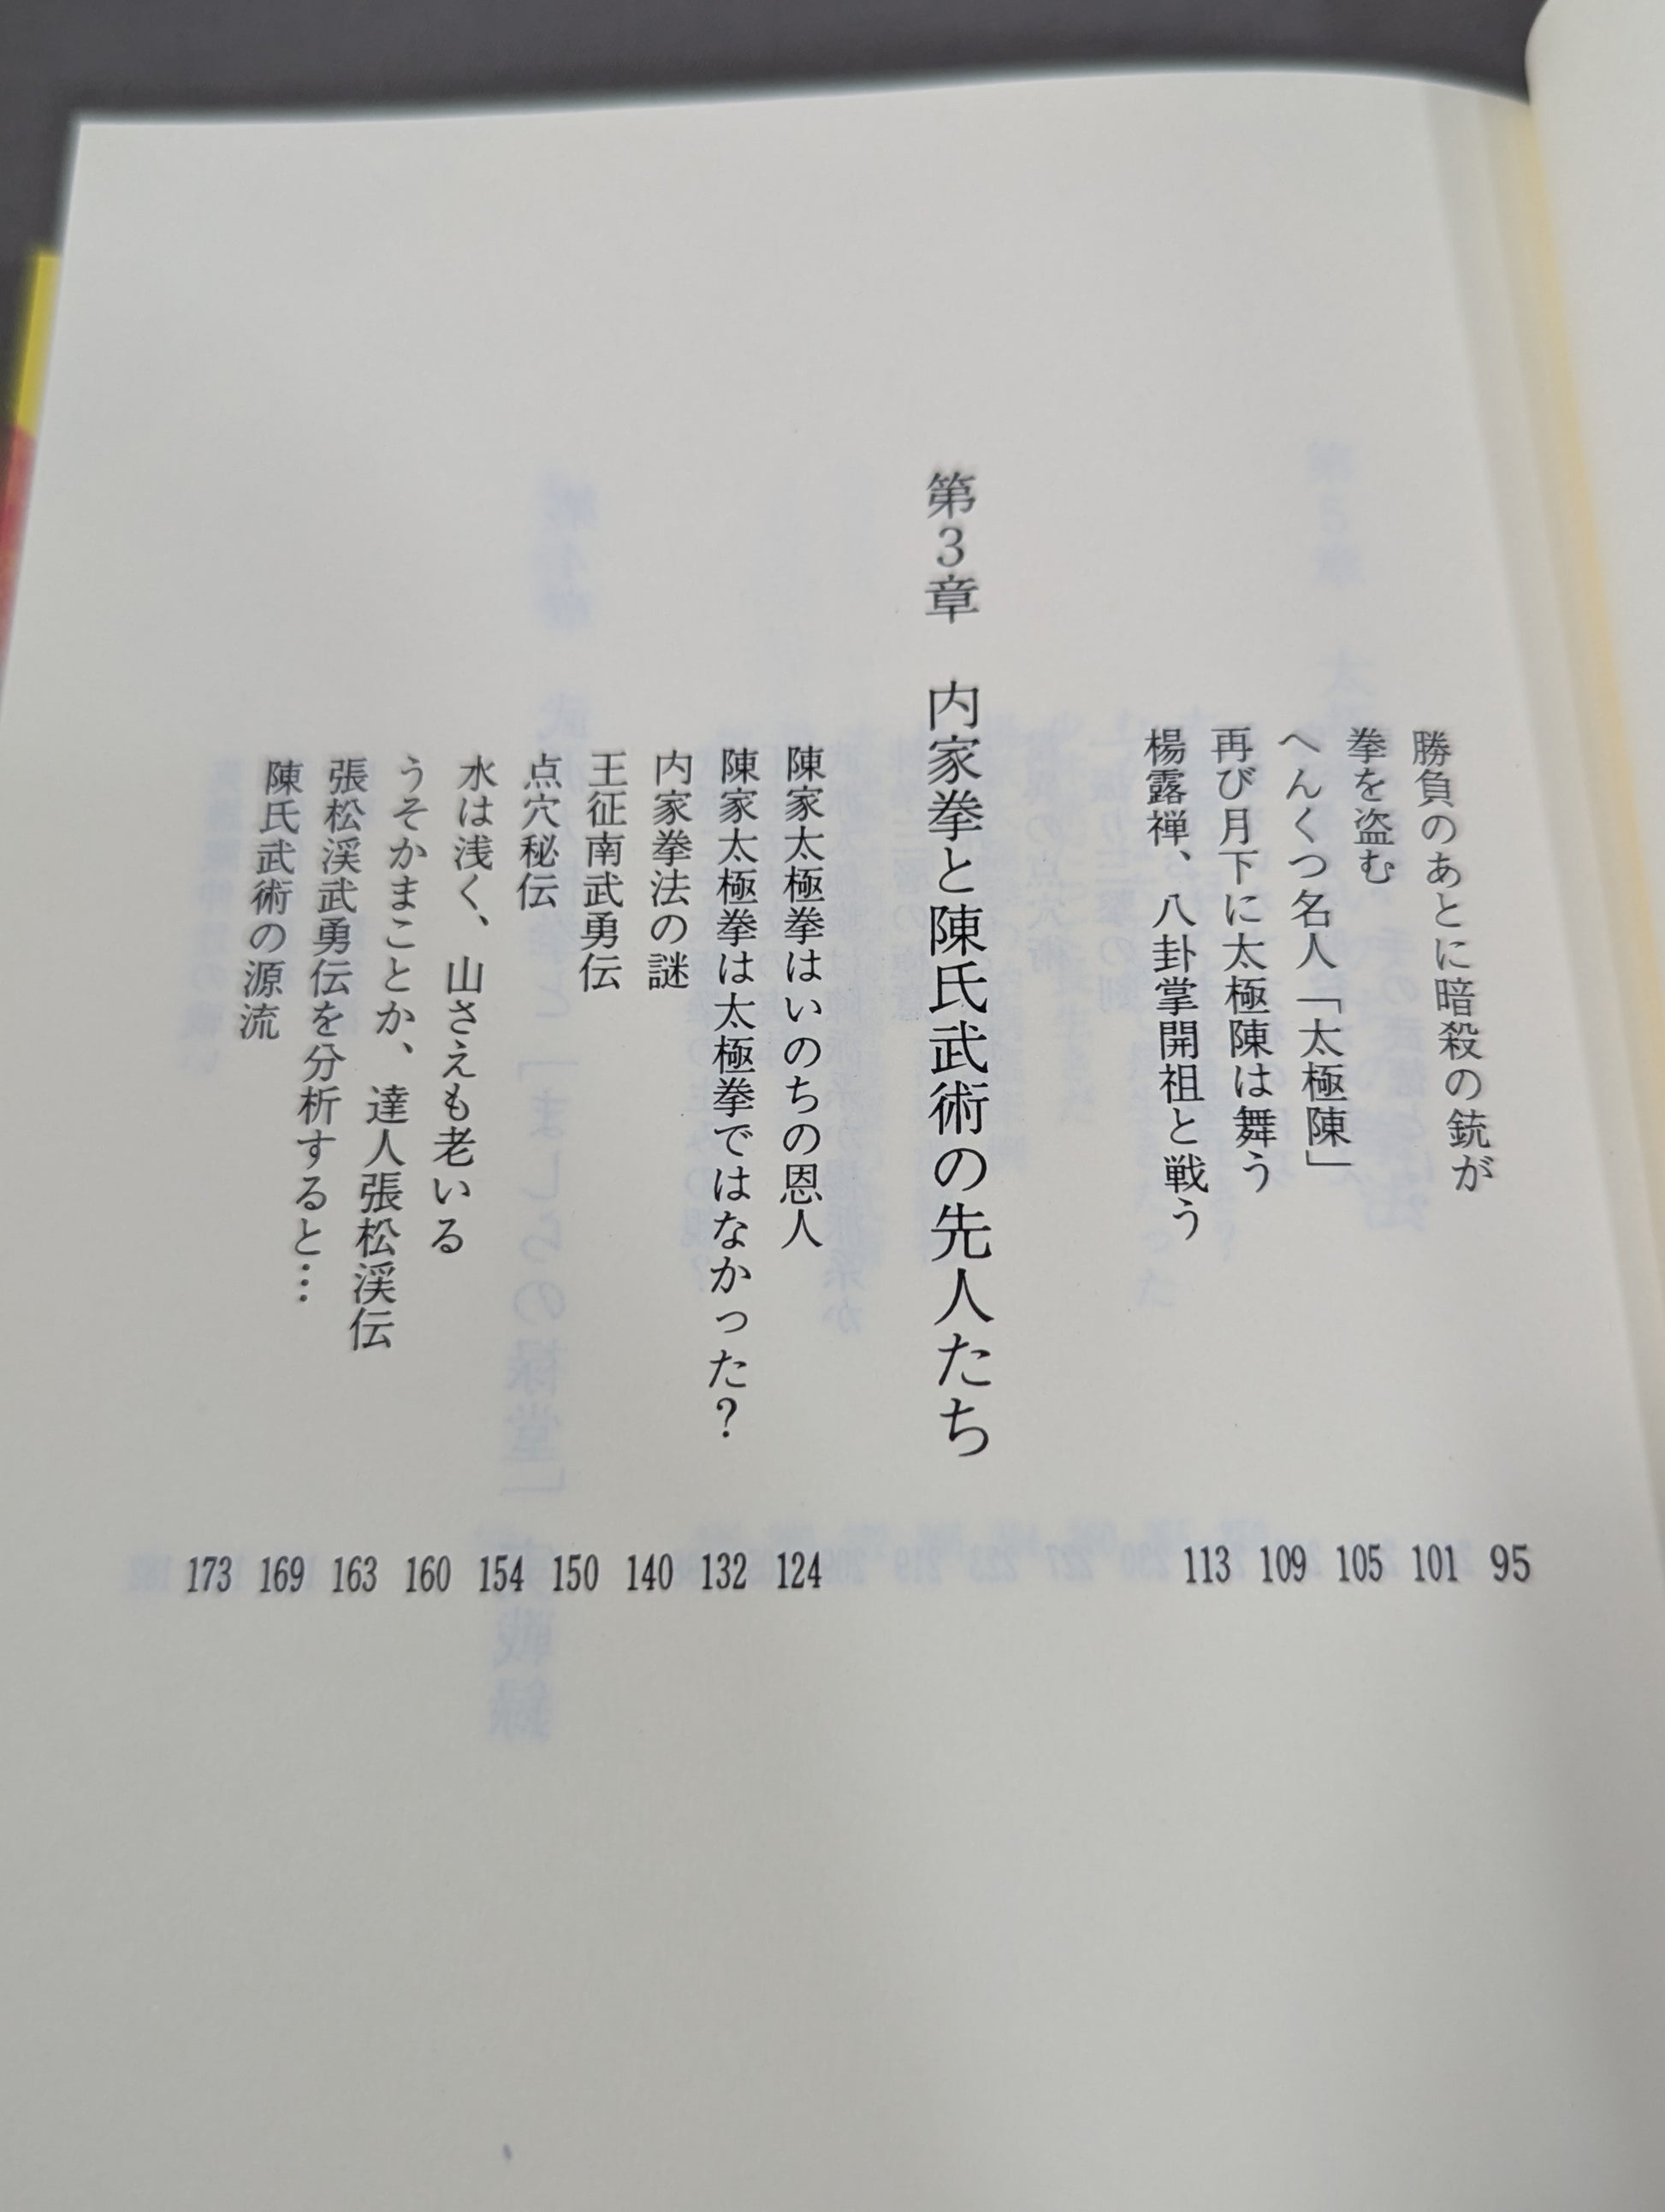 勝負のあとに暗殺の銃が 95
拳を盗む 101
へんくつ名人「太極陳」 105
再び月下に太極陳は舞う 109
楊露禅、八卦掌開祖と戦う 113
第3章 内家拳と陳氏武術の先人たち
陳家太極拳はいのちの恩人 124
陳家太極拳は太極拳ではなかった? 132
内家拳法の謎 140
王征南武勇伝 150
点穴秘伝 154
水は浅く、山さえも老いる 160
うそかまことか、達人張松渓伝 163
張松渓武勇伝を分析すると… 169
陳氏武術の源流 173